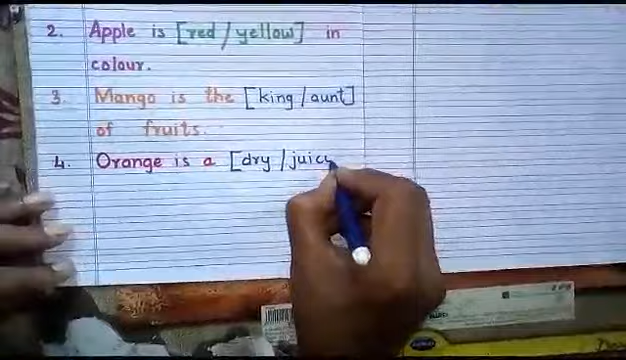 2. Apple is [red/yellow] in
colour.
3. Mango is the [king/aunt]
of fruits.
4. Orange is a [dry/juicy